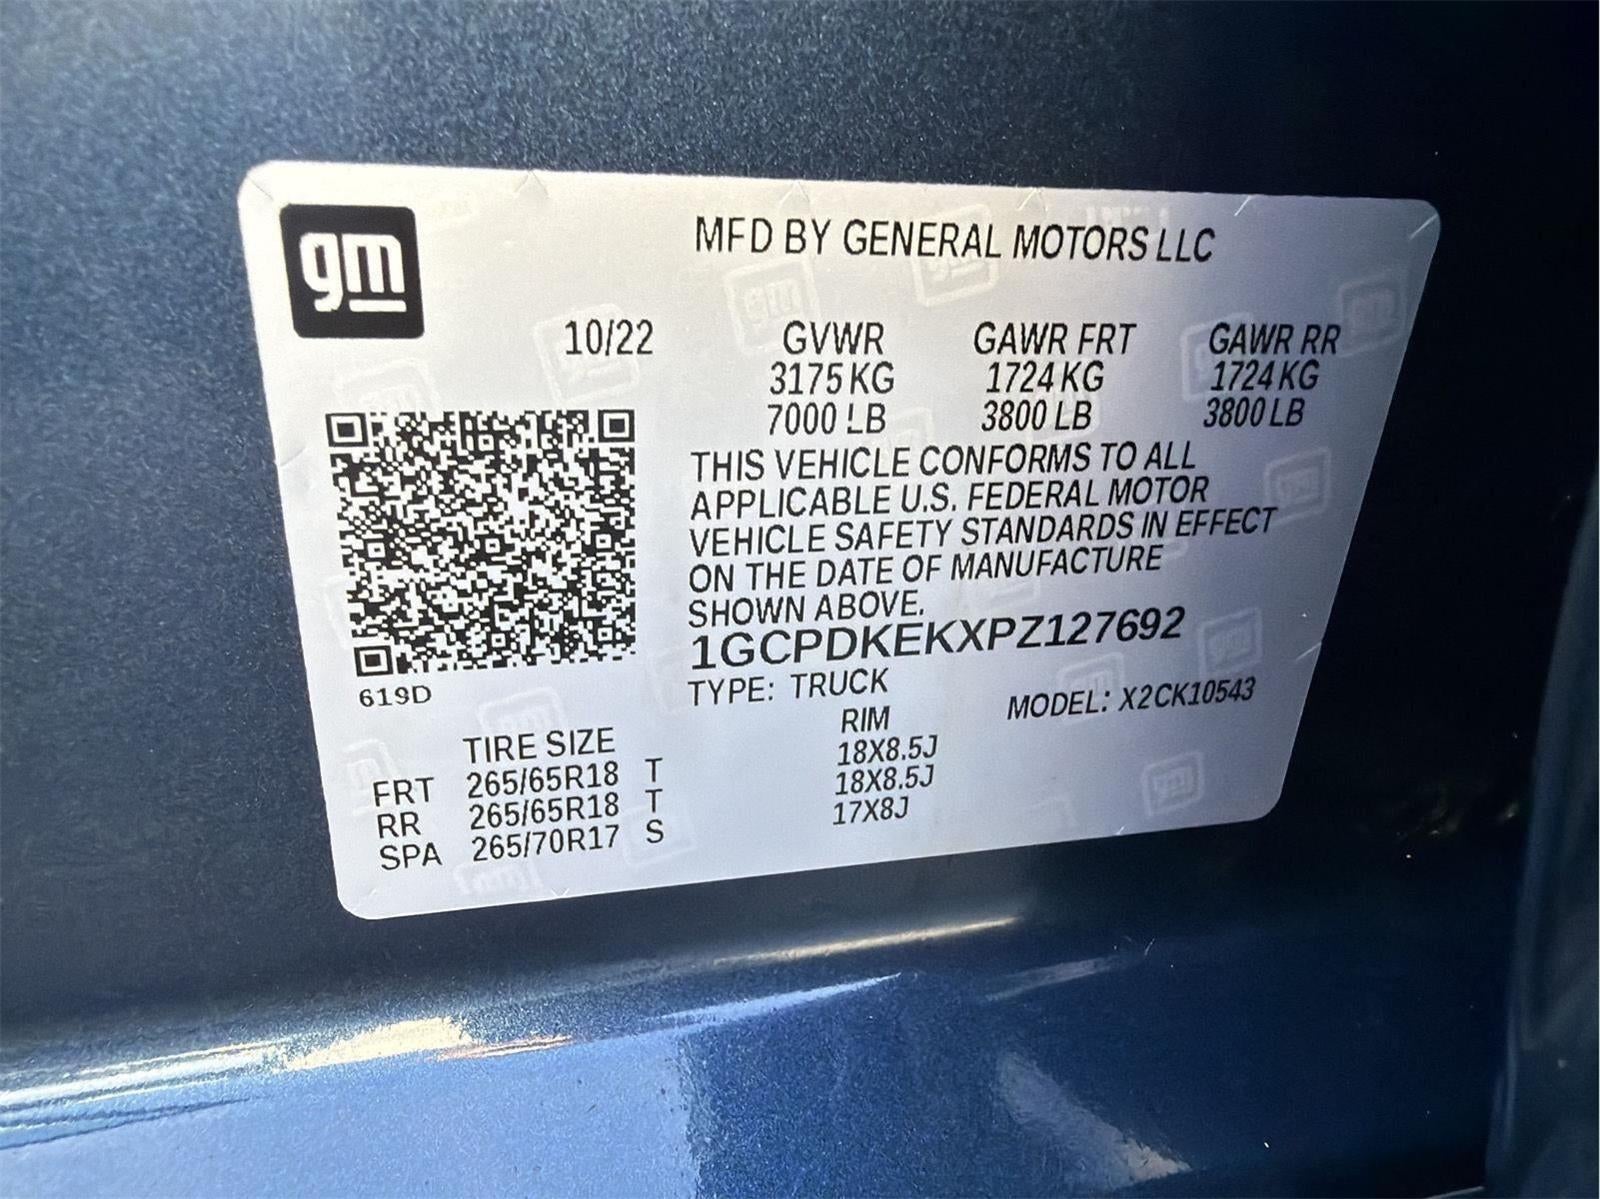 gm
MFD BY GENERAL MOTORS LLC
10/22 GVWR GAWR FRT GAWR RR
3175 KG 1724 KG 1724 KG
7000 LB 3800 LB 3800 LB
THIS VEHICLE CONFORMS TO ALL
APPLICABLE U.S. FEDERAL MOTOR
VEHICLE SAFETY STANDARDS IN EFFECT
ON THE DATE OF MANUFACTURE
SHOWN ABOVE.
1GCPDKEKXPZ127692
619D
TYPE: TRUCK MODEL: X2CK10543
TIRE SIZE RIM
FRT 265/65R18 T 18X8.5J
RR 265/65R18 T 18X8.5J
SPA 265/70R17 S 17X8J